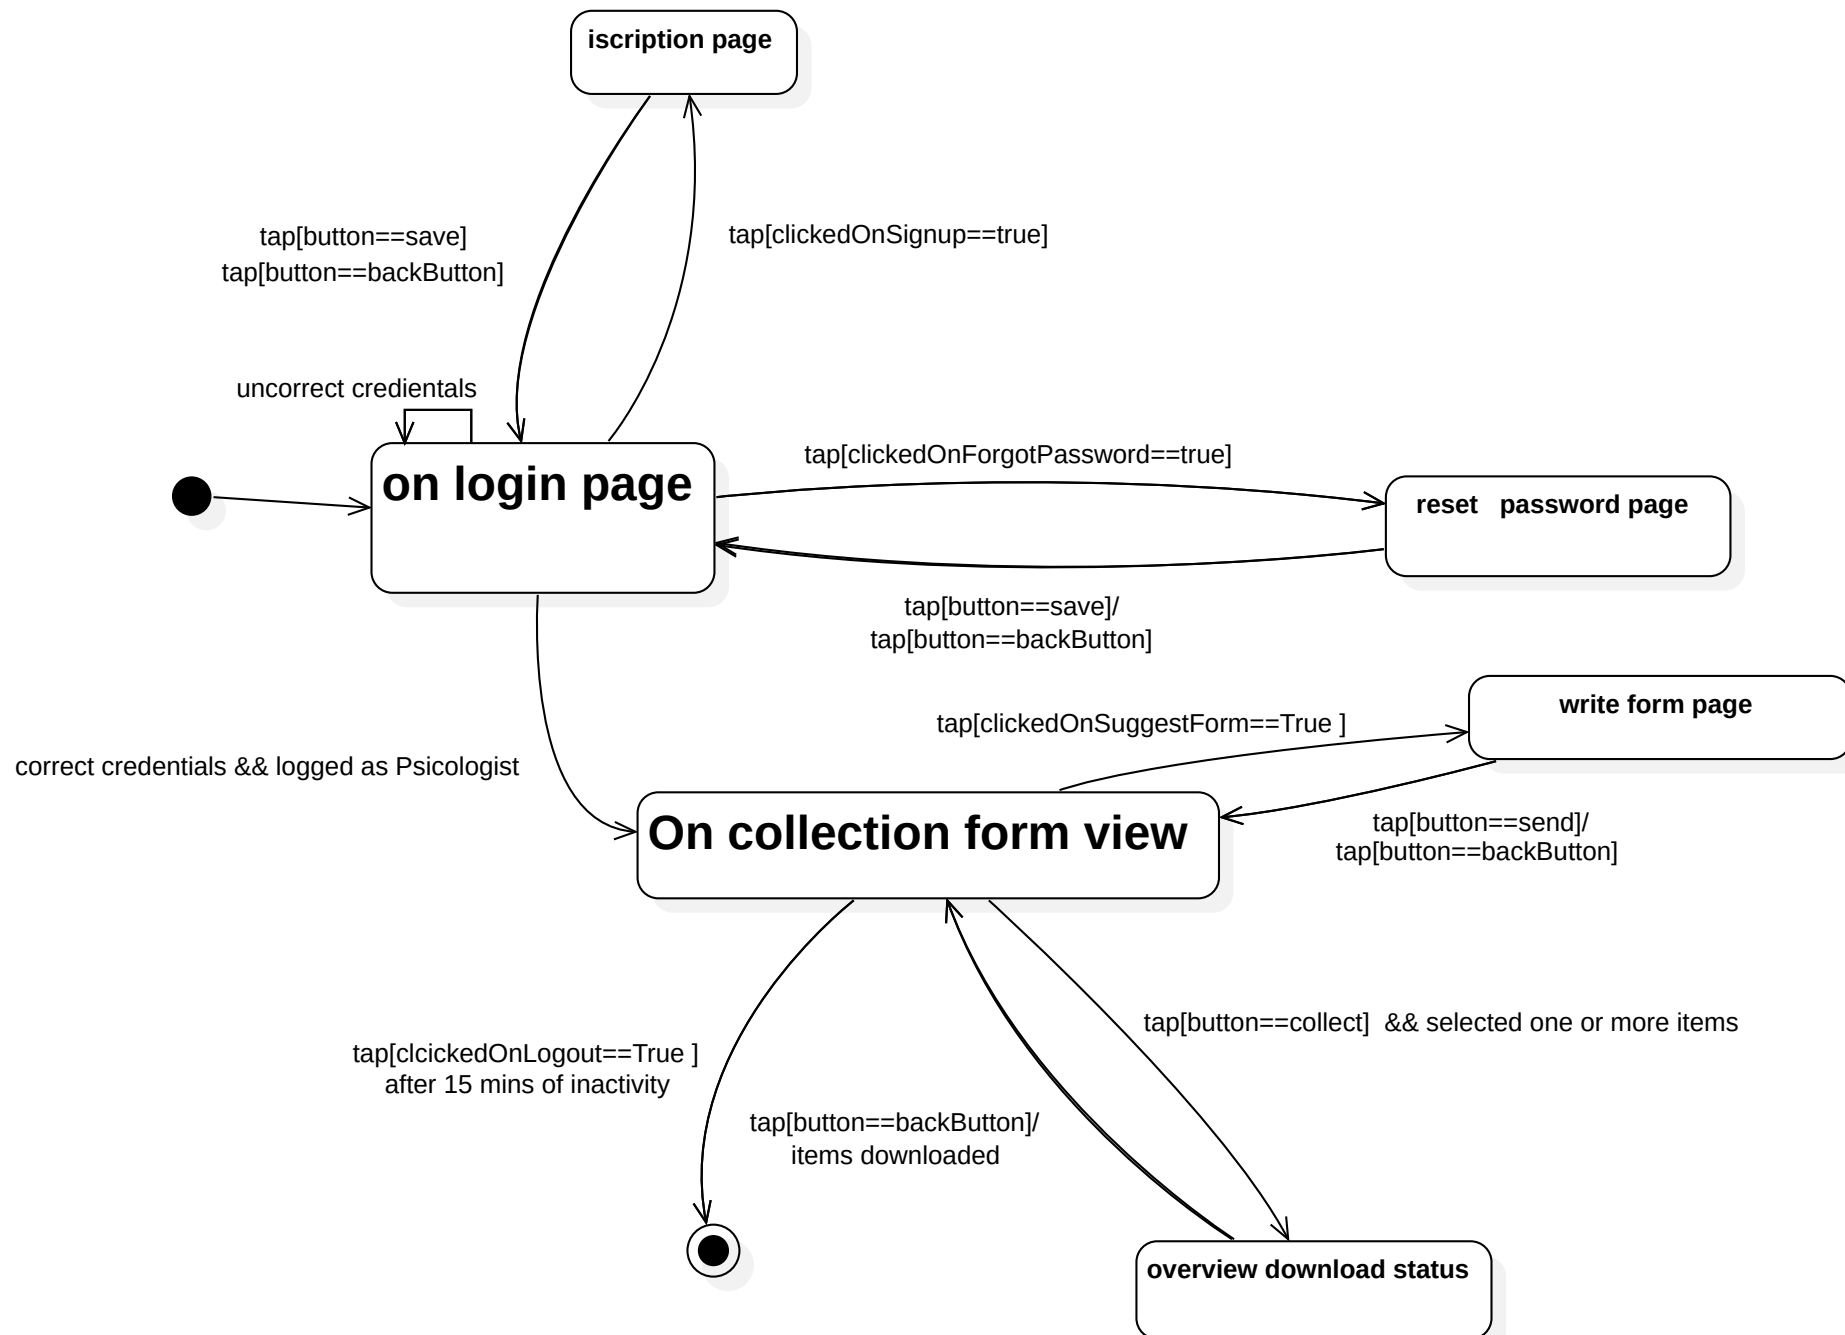 iscription page
tap[button==save]
tap[button==backButton]
tap[clickedOnSignup==true]
uncorrect credientals
on login page
tap[clickedOnForgotPassword==true]
reset   password page
tap[button==save]/
tap[button==backButton]
write form page
tap[clickedOnSuggestForm==True ]
correct credentials && logged as Psicologist
On collection form view
tap[button==send]/
tap[button==backButton]
tap[button==collect]  && selected one or more items
tap[clcickedOnLogout==True ]
after 15 mins of inactivity
tap[button==backButton]/
items downloaded
overview download status